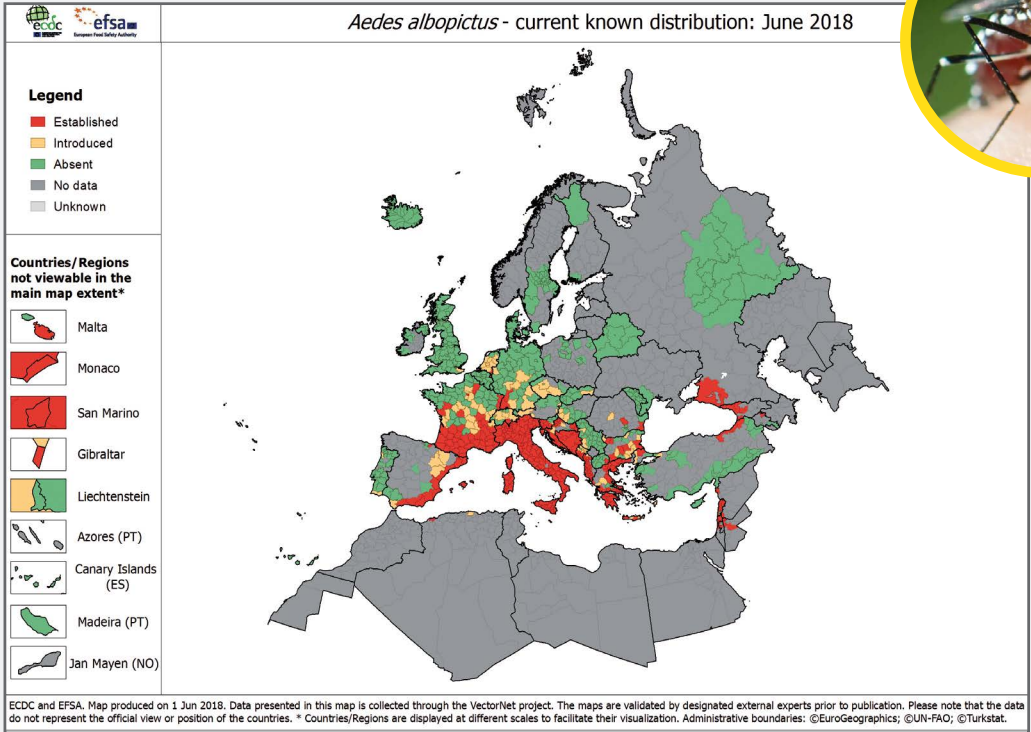 ecdc
efsa
European Food Safety Authority
Aedes albopictus - current known distribution: June 2018
Legend
Established
Introduced
Absent
No data
Unknown
Countries/Regions
not viewable in the
main map extent*
Malta
Monaco
San Marino
Gibraltar
Liechtenstein
Azores (PT)
Canary Islands
(ES)
Madeira (PT)
Jan Mayen (NO)
ECDC and EFSA. Map produced on 1 Jun 2018. Data presented in this map is collected through the VectorNet project. The maps are validated by designated external experts prior to publication. Please note that the data
do not represent the official view or position of the countries. * Countries/Regions are displayed at different scales to facilitate their visualization. Administrative boundaries: ©EuroGeographics; ©UN-FAO; ©Turkstat.